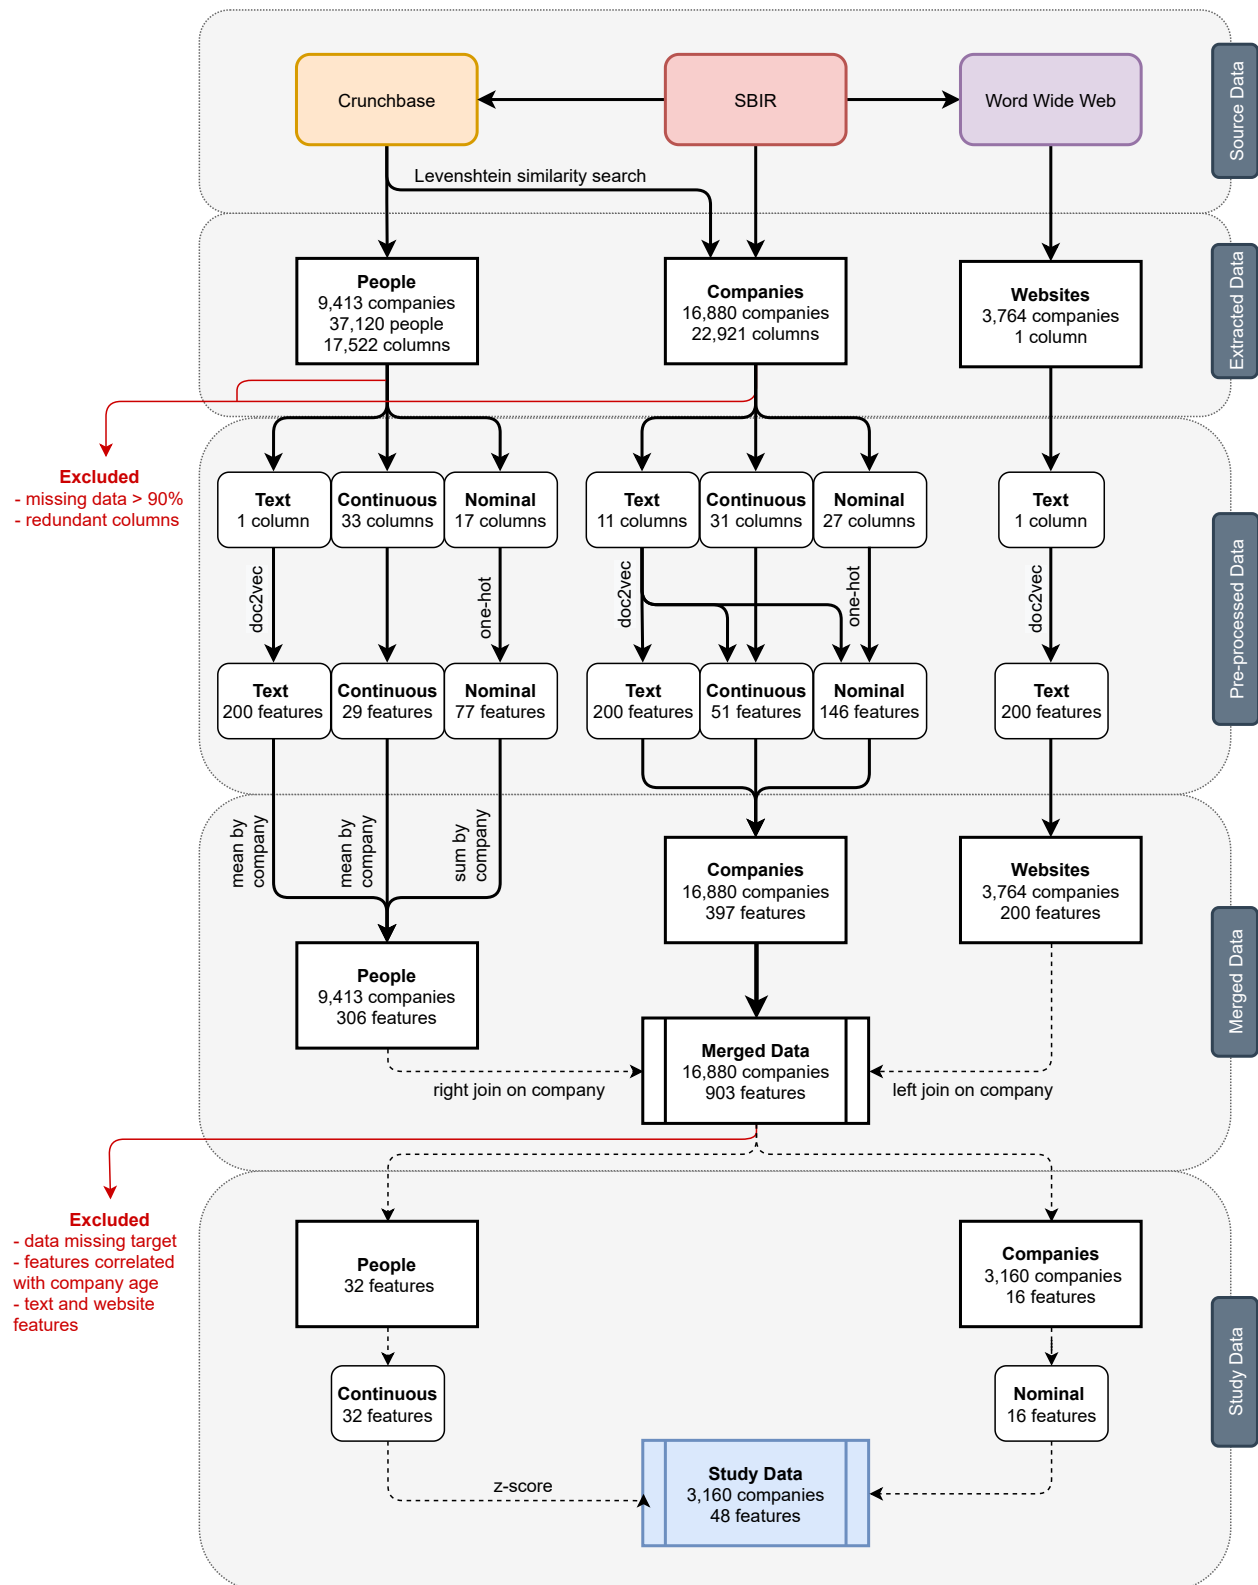 Crunchbase
SBIR
Word Wide Web
Source Data
Levenshtein similarity search
People
9,413 companies
37,120 people
17,522 columns
Companies
16,880 companies
22,921 columns
Websites
3,764 companies
1 column
Extracted Data
Excluded
- missing data > 90%
- redundant columns
Text
1 column
Continuous
33 columns
Nominal
17 columns
Text
11 columns
Continuous
31 columns
Nominal
27 columns
Text
1 column
doc2vec
one-hot
doc2vec
one-hot
doc2vec
Pre-processed Data
Text
200 features
Continuous
29 features
Nominal
77 features
Text
200 features
Continuous
51 features
Nominal
146 features
Text
200 features
mean by
company
mean by
company
sum by
company
Companies
16,880 companies
397 features
Websites
3,764 companies
200 features
People
9,413 companies
306 features
Merged Data
Merged Data
16,880 companies
903 features
right join on company
left join on company
Excluded
- data missing target
- features correlated
with company age
- text and website
features
People
32 features
Companies
3,160 companies
16 features
Study Data
Continuous
32 features
Nominal
16 features
z-score
Study Data
3,160 companies
48 features